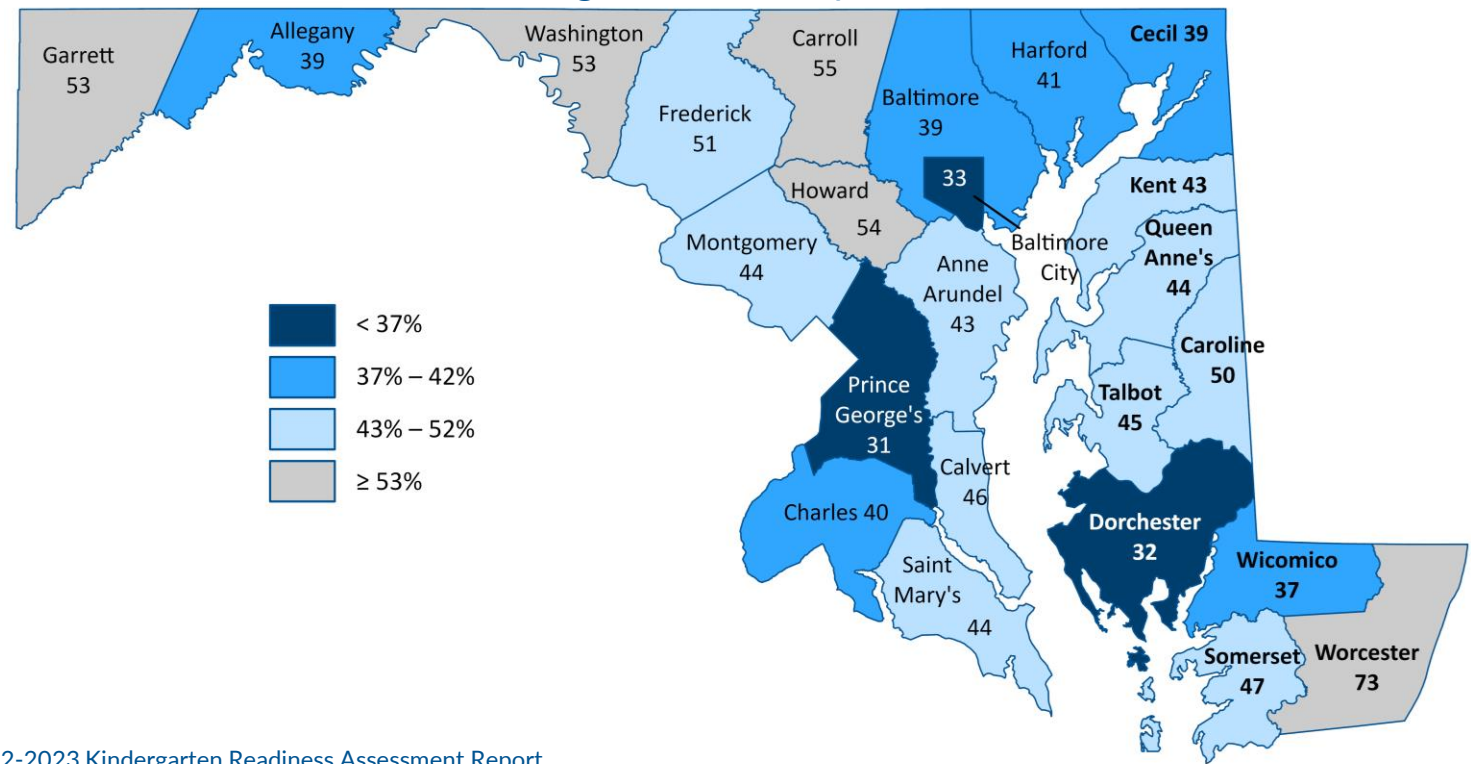 Garrett
53
Allegany
39
Washington
53
Frederick
51
Carroll
55
Baltimore
39
33
Baltimore
City
Harford
41
Cecil 39
Howard
54
Montgomery
44
Anne
Arundel
43
Prince
George's
31
Calvert
46
Charles 40
Saint
Mary's
44
Kent 43
Queen
Anne's
44
Caroline
50
Talbot
45
Dorchester
32
Wicomico
37
Somerset
47
Worcester
73
< 37%
37% – 42%
43% – 52%
≥ 53%
2-2023 Kindergarten Readiness Assessment Report